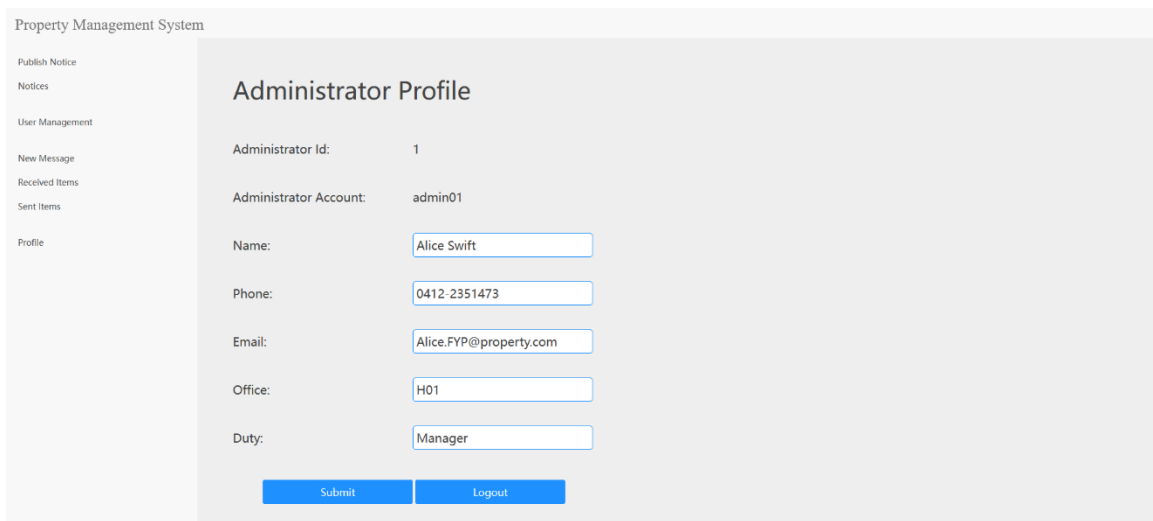 Property Management System
Publish Notice
Notices
User Management
New Message
Received Items
Sent Items
Profile
Administrator Profile
Administrator Id: 1
Administrator Account: admin01
Name: Alice Swift
Phone: 0412-2351473
Email: Alice.FYP@property.com
Office: H01
Duty: Manager
Submit Logout